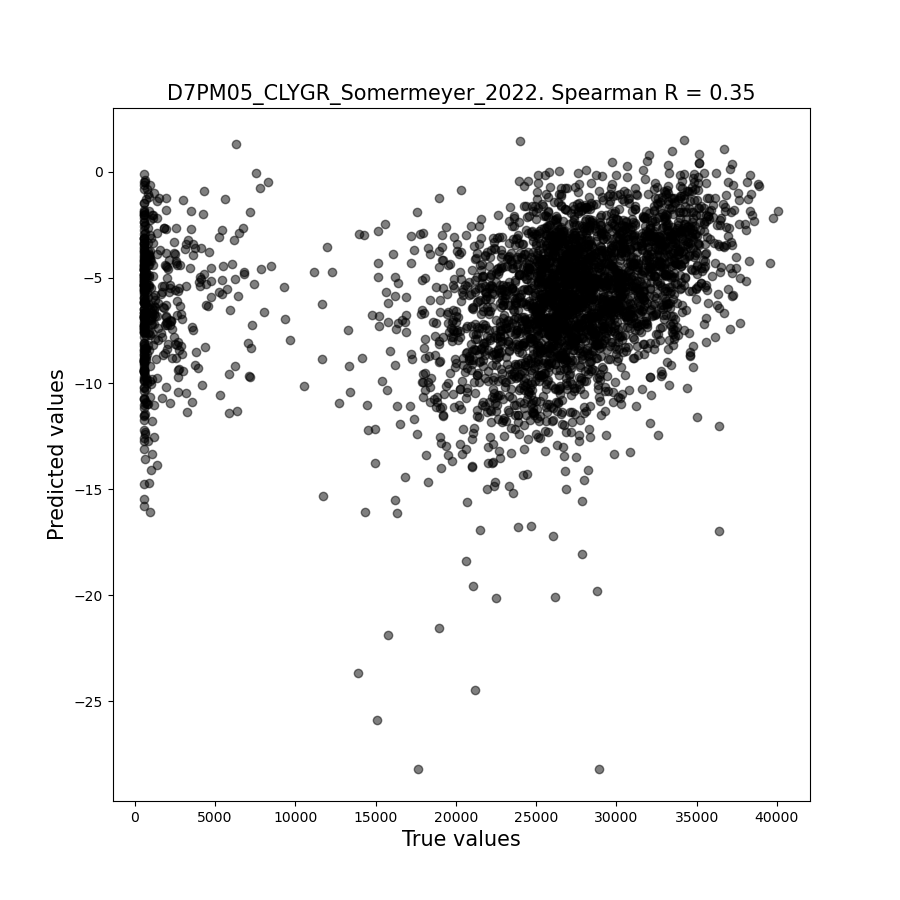 D7PM05_CLYGR_Somermeyer_2022. Spearman R = 0.35
0
−5
−10
−15
−20
−25
Predicted values
0 5000 10000 15000 20000 25000 30000 35000 40000
True values